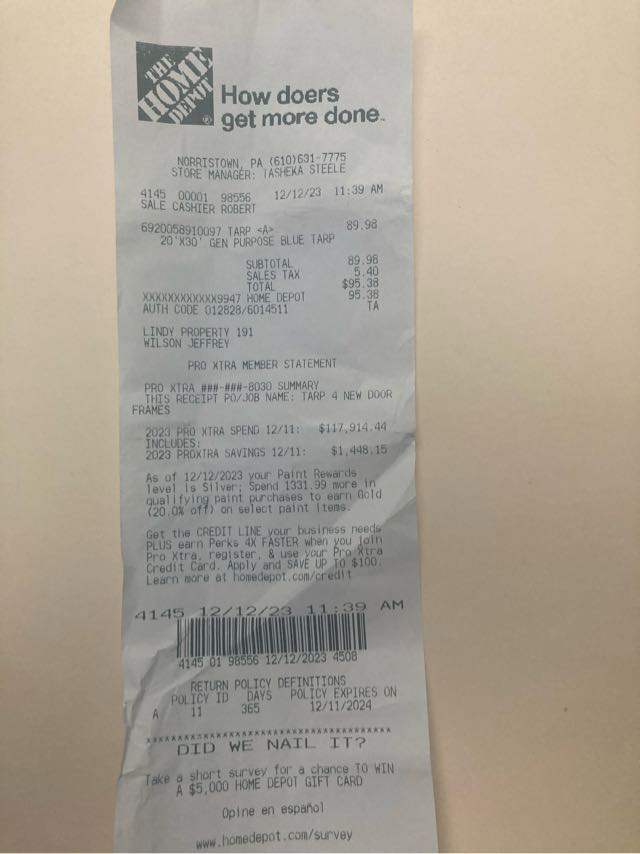 THE
HOME
DEPOT
®
How doers
get more done™
NORRISTOWN, PA (610)631-7775
STORE MANAGER: TASHEKA STEELE
4145 00001 98556 12/12/23 11:39 AM
SALE CASHIER ROBERT
6920058910097 TARP <A> 89.98
20'X30' GEN PURPOSE BLUE TARP
SUBTOTAL 89.98
SALES TAX 5.40
TOTAL $95.38
XXXXXXXXXXXX9947 HOME DEPOT 95.38
AUTH CODE 012828/6014511 TA
LINDY PROPERTY 191
WILSON JEFFREY
PRO XTRA MEMBER STATEMENT
PRO XTRA ###-###-8030 SUMMARY
THIS RECEIPT PO/JOB NAME: TARP 4 NEW DOOR
FRAMES
2023 PRO XTRA SPEND 12/11: $117,914.44
INCLUDES:
2023 PROXTRA SAVINGS 12/11: $1,448.15
As of 12/12/2023 your Paint Rewards
level is Silver; Spend 1331.99 more in
qualifying paint purchases to earn Gold
(20.0% off) on select paint items.
Get the CREDIT LINE your business needs
PLUS earn Perks 4X FASTER when you join
Pro Xtra, register, & use your Pro Xtra
Credit Card. Apply and SAVE UP TO $100.
Learn more at homedepot.com/credit
4145 12/12/23 11:39 AM
4145 01 98556 12/12/2023 4508
RETURN POLICY DEFINITIONS
POLICY ID DAYS POLICY EXPIRES ON
A 11 365 12/11/2024
DID WE NAIL IT?
Take a short survey for a chance TO WIN
A $5,000 HOME DEPOT GIFT CARD
Opine en español
www.homedepot.com/survey